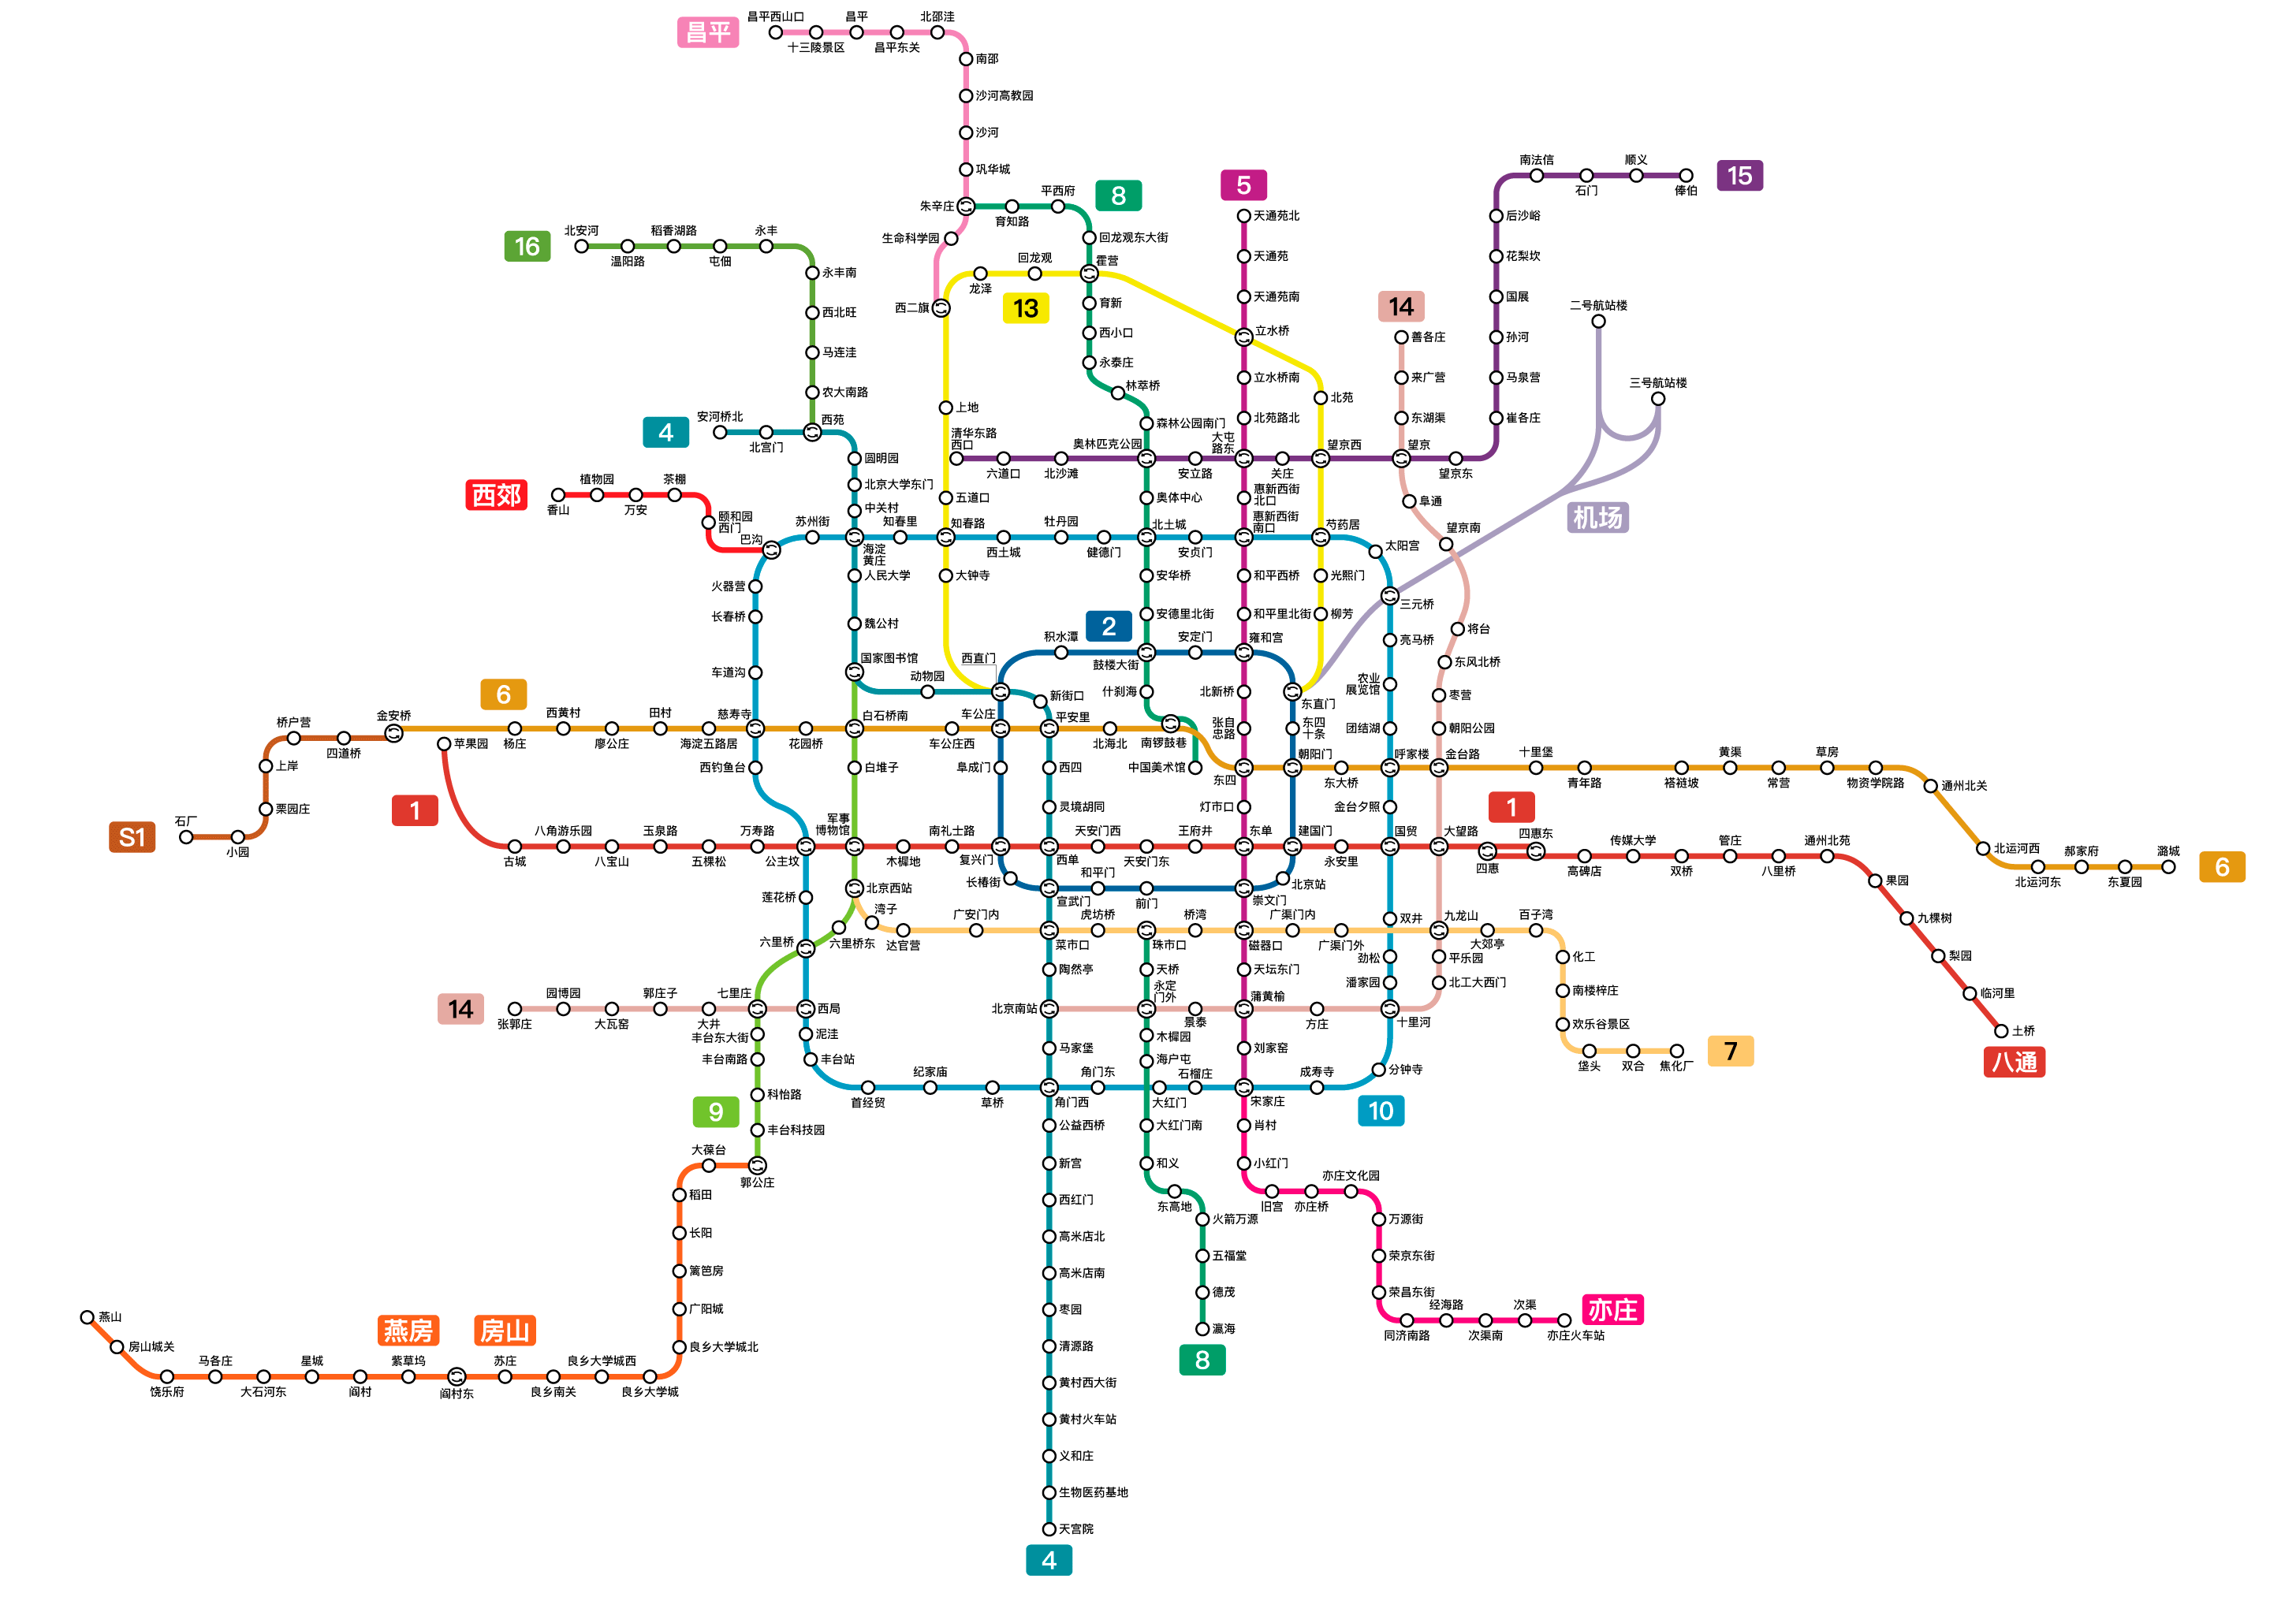 昌平
昌平西山口
十三陵景区
昌平
昌平东关
北邵洼
南邵
沙河高教园
沙河
巩华城
朱辛庄
生命科学园
西二旗
育知路
平西府
8
回龙观东大街
霍营
育新
西小口
永泰庄
林萃桥
森林公园南门
奥林匹克公园
奥体中心
北土城
安华桥
安德里北街
鼓楼大街
什刹海
南锣鼓巷
中国美术馆
16
北安河
温阳路
稻香湖路
屯佃
永丰
永丰南
西北旺
马连洼
农大南路
西苑
13
龙泽
回龙观
立水桥
北苑
望京西
芍药居
光熙门
柳芳
东直门
上地
五道口
知春路
大钟寺
西直门
5
天通苑北
天通苑
天通苑南
立水桥南
北苑路北
大屯
路东
惠新西街
北口
惠新西街
南口
和平西桥
和平里北街
雍和宫
北新桥
张自
忠路
东四
灯市口
东单
崇文门
磁器口
天坛东门
蒲黄榆
刘家窑
宋家庄
15
俸伯
顺义
石门
南法信
后沙峪
花梨坎
国展
孙河
马泉营
崔各庄
望京东
望京
关庄
安立路
北沙滩
六道口
清华东路
西口
14
善各庄
来广营
东湖渠
阜通
望京南
将台
东风北桥
枣营
朝阳公园
金台路
大望路
九龙山
平乐园
北工大西门
十里河
方庄
景泰
永定
门外
北京南站
二号航站楼
三号航站楼
机场
三元桥
4
安河桥北
北宫门
圆明园
北京大学东门
中关村
海淀
黄庄
人民大学
魏公村
国家图书馆
动物园
新街口
平安里
西四
灵境胡同
西单
宣武门
菜市口
陶然亭
马家堡
角门西
公益西桥
新宫
西红门
高米店北
高米店南
枣园
清源路
黄村西大街
黄村火车站
义和庄
生物医药基地
天宫院
4
西郊
香山
植物园
万安
茶棚
颐和园
西门
巴沟
苏州街
知春里
西土城
牡丹园
健德门
安贞门
太阳宫
亮马桥
农业
展览馆
团结湖
呼家楼
金台夕照
国贸
双井
劲松
潘家园
分钟寺
10
成寿寺
石榴庄
大红门
角门东
草桥
纪家庙
首经贸
丰台站
泥洼
西局
六里桥
莲花桥
公主坟
西钓鱼台
慈寿寺
车道沟
长春桥
火器营
2
积水潭
安定门
东四
十条
朝阳门
建国门
北京站
前门
和平门
长椿街
复兴门
阜成门
车公庄
6
金安桥
杨庄
西黄村
廖公庄
田村
海淀五路居
花园桥
白石桥南
车公庄西
北海北
东大桥
十里堡
青年路
褡裢坡
黄渠
常营
草房
物资学院路
通州北关
北运河西
北运河东
郝家府
东夏园
潞城
6
S1
石厂
小园
栗园庄
上岸
桥户营
四道桥
1
苹果园
古城
八角游乐园
八宝山
玉泉路
五棵松
万寿路
军事
博物馆
木樨地
南礼士路
天安门西
天安门东
王府井
永安里
1
四惠
四惠东
高碑店
传媒大学
双桥
管庄
八里桥
通州北苑
果园
九棵树
梨园
临河里
土桥
八通
白堆子
北京西站
六里桥东
七里庄
丰台东大街
丰台南路
科怡路
丰台科技园
9
郭公庄
湾子
达官营
广安门内
虎坊桥
珠市口
桥湾
广渠门内
广渠门外
大郊亭
百子湾
化工
南楼梓庄
欢乐谷景区
垡头
双合
焦化厂
7
14
张郭庄
园博园
大瓦窑
郭庄子
大井
天桥
木樨园
海户屯
大红门南
和义
东高地
火箭万源
五福堂
德茂
瀛海
8
肖村
小红门
旧宫
亦庄桥
亦庄文化园
万源街
荣京东街
荣昌东街
同济南路
经海路
次渠南
次渠
亦庄火车站
亦庄
大葆台
稻田
长阳
篱笆房
广阳城
良乡大学城北
良乡大学城
良乡大学城西
良乡南关
苏庄
阎村东
房山
燕房
紫草坞
阎村
星城
大石河东
马各庄
饶乐府
房山城关
燕山